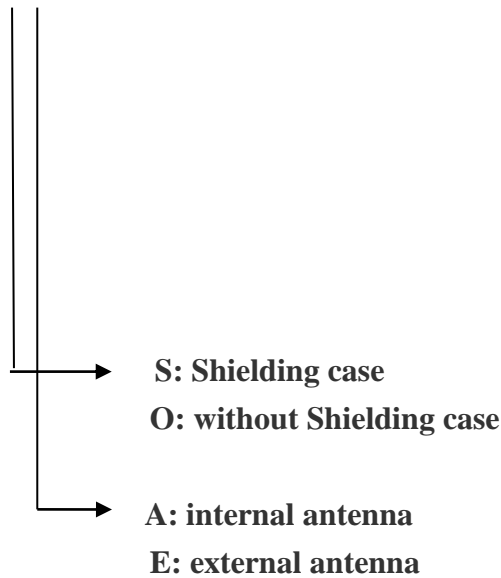 S: Shielding case
O: without Shielding case
A: internal antenna
E: external antenna